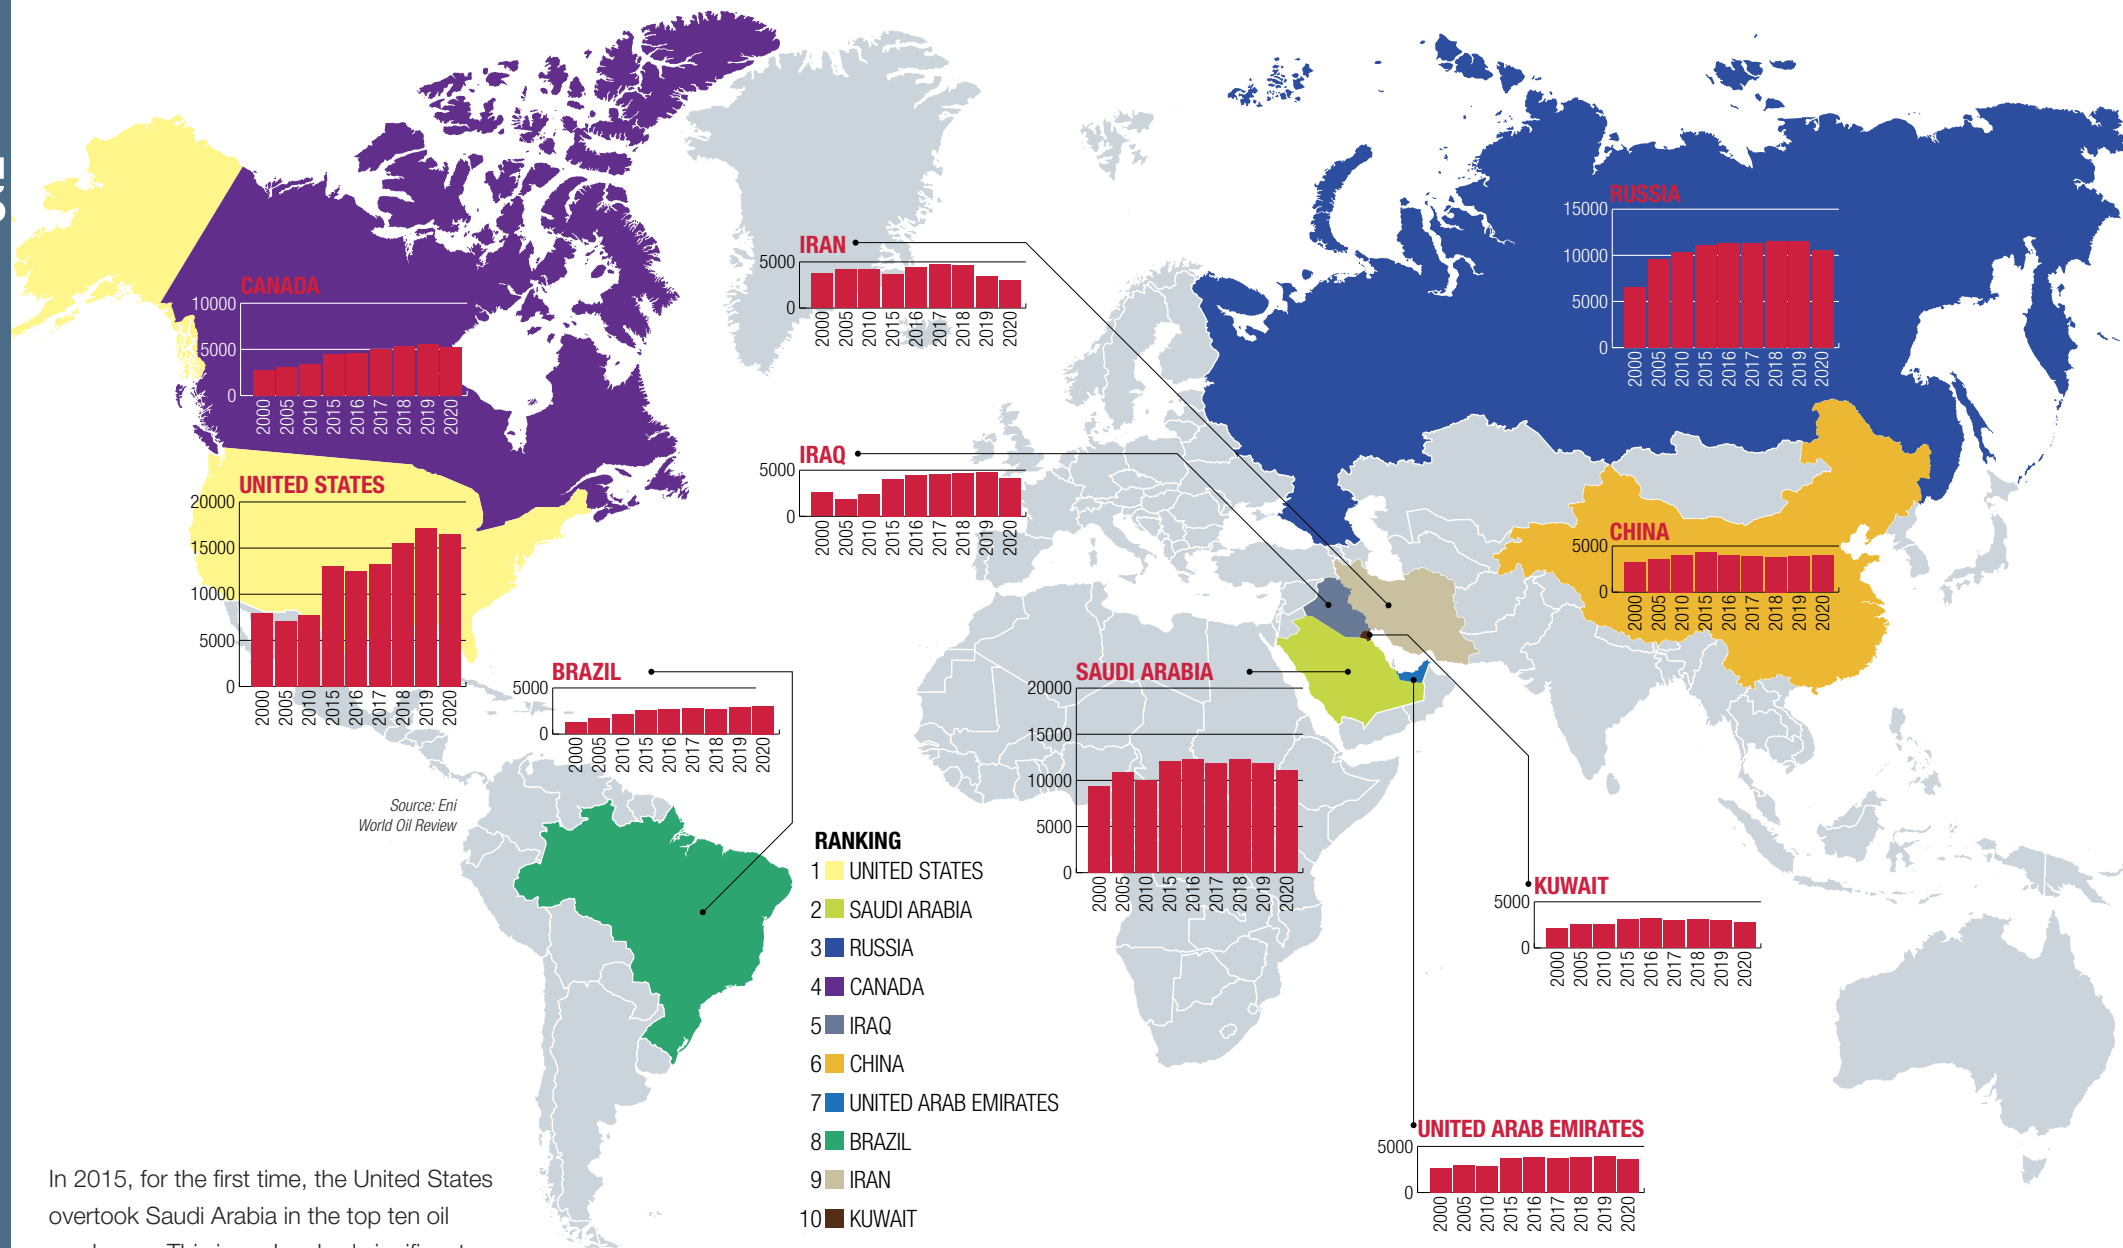 CANADA
10000
5000
0
2000 2005 2010 2015 2016 2017 2018 2019 2020
UNITED STATES
20000
15000
10000
5000
0
2000 2005 2010 2015 2016 2017 2018 2019 2020
BRAZIL
5000
0
2000 2005 2010 2015 2016 2017 2018 2019 2020
IRAN
5000
0
2000 2005 2010 2015 2016 2017 2018 2019 2020
IRAQ
5000
0
2000 2005 2010 2015 2016 2017 2018 2019 2020
RUSSIA
15000
10000
5000
0
2000 2005 2010 2015 2016 2017 2018 2019 2020
CHINA
5000
0
2000 2005 2010 2015 2016 2017 2018 2019 2020
SAUDI ARABIA
20000
15000
10000
5000
0
2000 2005 2010 2015 2016 2017 2018 2019 2020
KUWAIT
5000
0
2000 2005 2010 2015 2016 2017 2018 2019 2020
UNITED ARAB EMIRATES
5000
0
2000 2005 2010 2015 2016 2017 2018 2019 2020
Source: Eni
World Oil Review
RANKING
1 UNITED STATES
2 SAUDI ARABIA
3 RUSSIA
4 CANADA
5 IRAQ
6 CHINA
7 UNITED ARAB EMIRATES
8 BRAZIL
9 IRAN
10 KUWAIT
In 2015, for the first time, the United States
overtook Saudi Arabia in the top ten oil